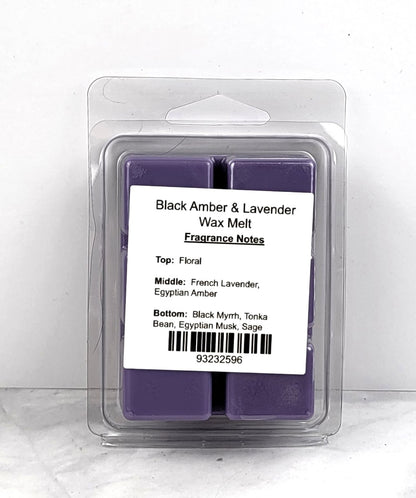 Black Amber & Lavender
Wax Melt
Fragrance Notes
Top: Floral
Middle: French Lavender,
Egyptian Amber
Bottom: Black Myrrh, Tonka
Bean, Egyptian Musk, Sage
93232596